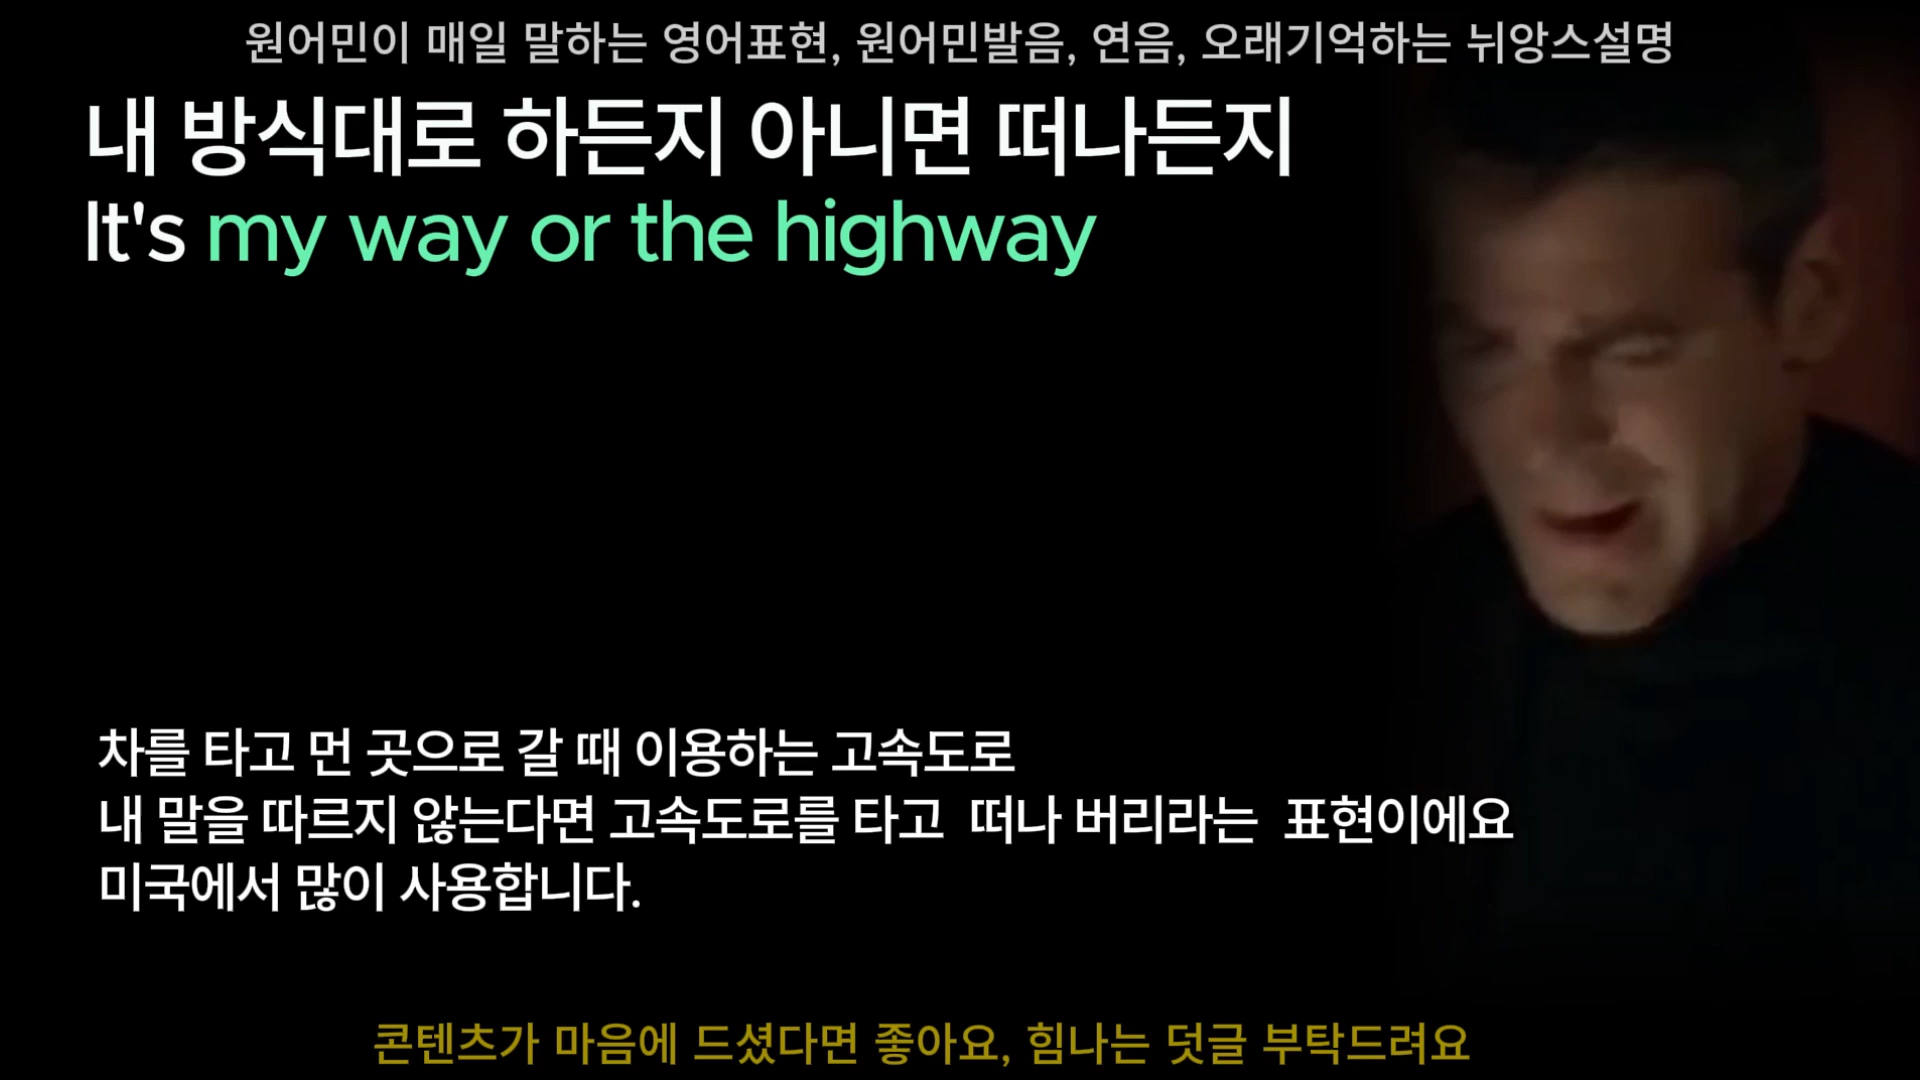 원어민이 매일 말하는 영어표현, 원어민발음, 연음, 오래기억하는 뉘앙스설명
내 방식대로 하든지 아니면 떠나든지
It's my way or the highway
차를 타고 먼 곳으로 갈 때 이용하는 고속도로
내 말을 따르지 않는다면 고속도로를 타고 떠나 버리라는 표현이에요
미국에서 많이 사용합니다.
콘텐츠가 마음에 드셨다면 좋아요, 힘나는 덧글 부탁드려요